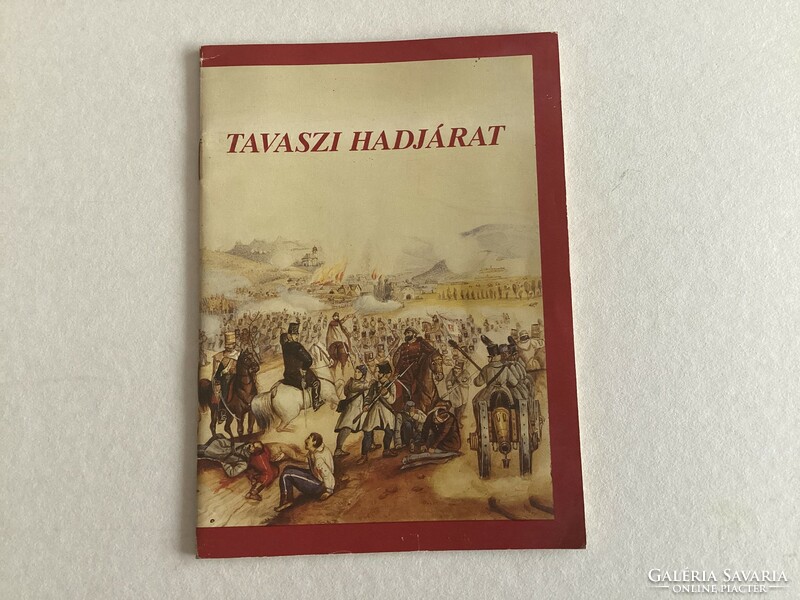 TAVASZI HADJÁRAT
GALÉRIA SAVARIA
ONLINE PIACTÉR